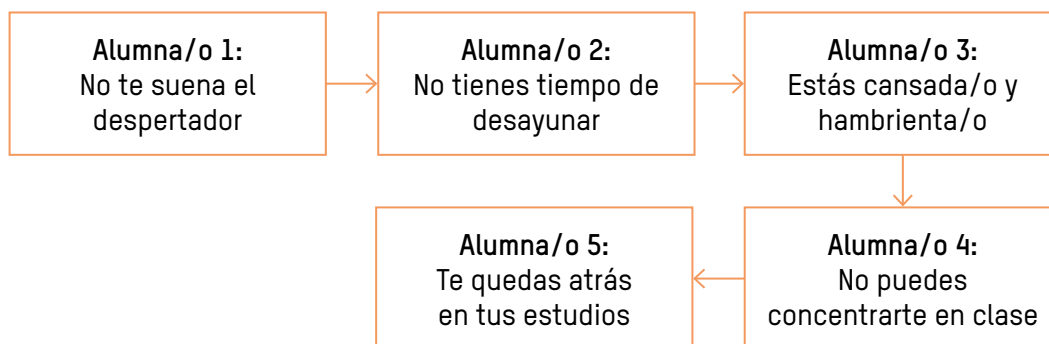 Alumna/o 1:
No te suena el
despertador
Alumna/o 2:
No tienes tiempo de
desayunar
Alumna/o 3:
Estás cansada/o y
hambrienta/o
Alumna/o 4:
No puedes
concentrarte en clase
Alumna/o 5:
Te quedas atrás
en tus estudios